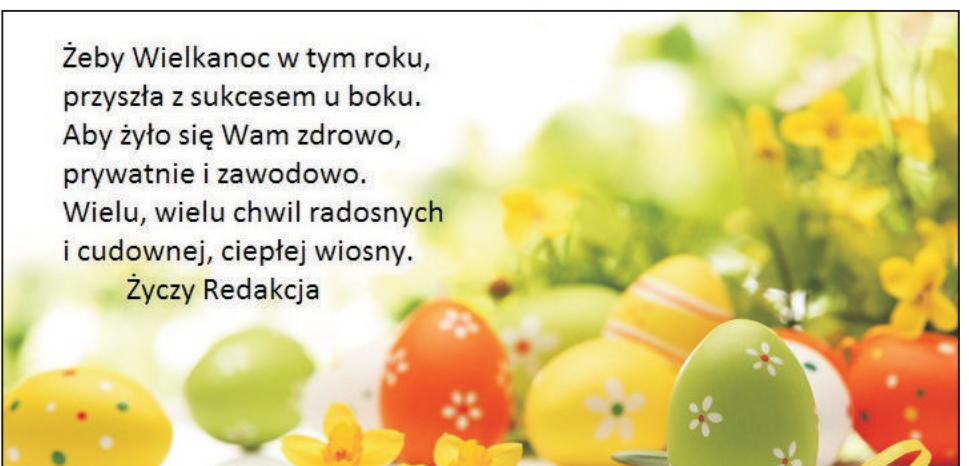 Żeby Wielkanoc w tym roku,
przyszła z sukcesem u boku.
Aby żyło się Wam zdrowo,
prywatnie i zawodowo.
Wielu, wielu chwil radosnych
i cudownej, ciepłej wiosny.
Życzy Redakcja